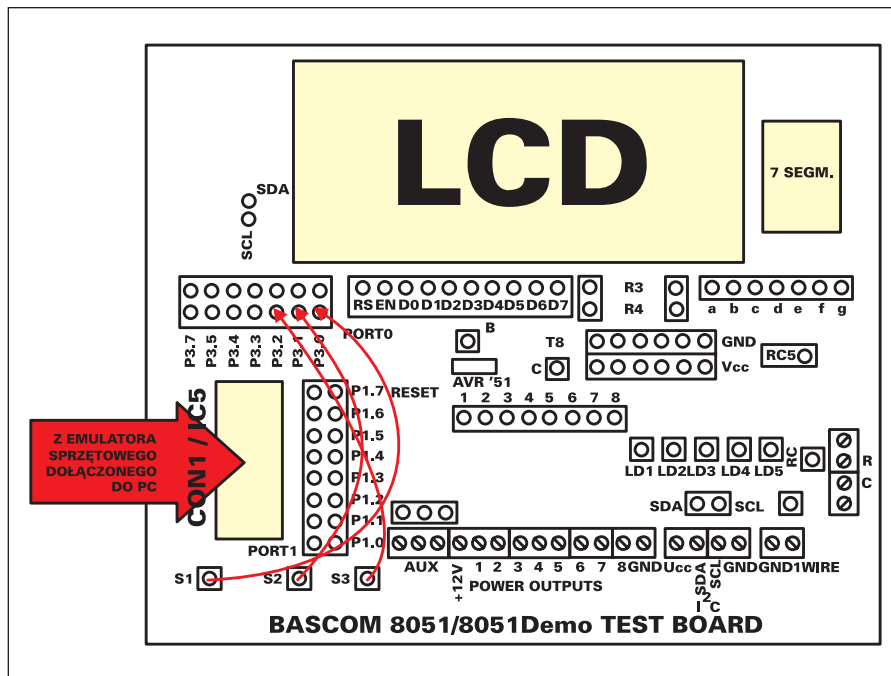 LCD
7 SEGM.
SDA
SCL
RS EN D0 D1 D2 D3 D4 D5 D6 D7
R3
R4
a b c d e f g
PORT0
P3.7 P3.5 P3.4 P3.3 P3.2 P3.1 P3.0
B
T8
GND
C
Vcc
RC5
AVR '51
RESET
1 2 3 4 5 6 7 8
P1.7
P1.6
P1.5
P1.4
P1.3
P1.2
P1.1
P1.0
CON1 / IC5
Z EMULATORA
SPRZĘTOWEGO
DOŁĄCZONEGO
DO PC
LD1 LD2 LD3 LD4 LD5
RC
R
C
SDA
SCL
PORT1
AUX
+12V 1 2 3 4 5 6 7 8 GND Ucc SDA SCL GND GND 1WIRE
POWER OUTPUTS
I²C
S1
S2
S3
BASCOM 8051/8051Demo TEST BOARD